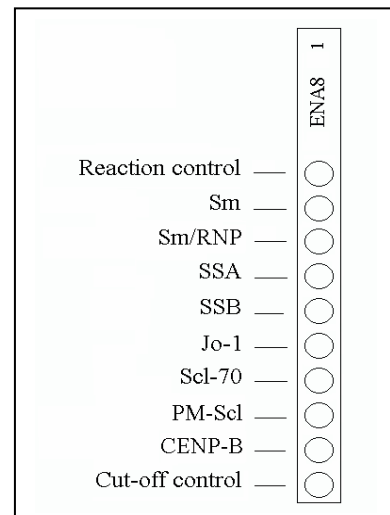 ENA8 1
Reaction control
Sm
Sm/RNP
SSA
SSB
Jo-1
Scl-70
PM-Scl
CENP-B
Cut-off control